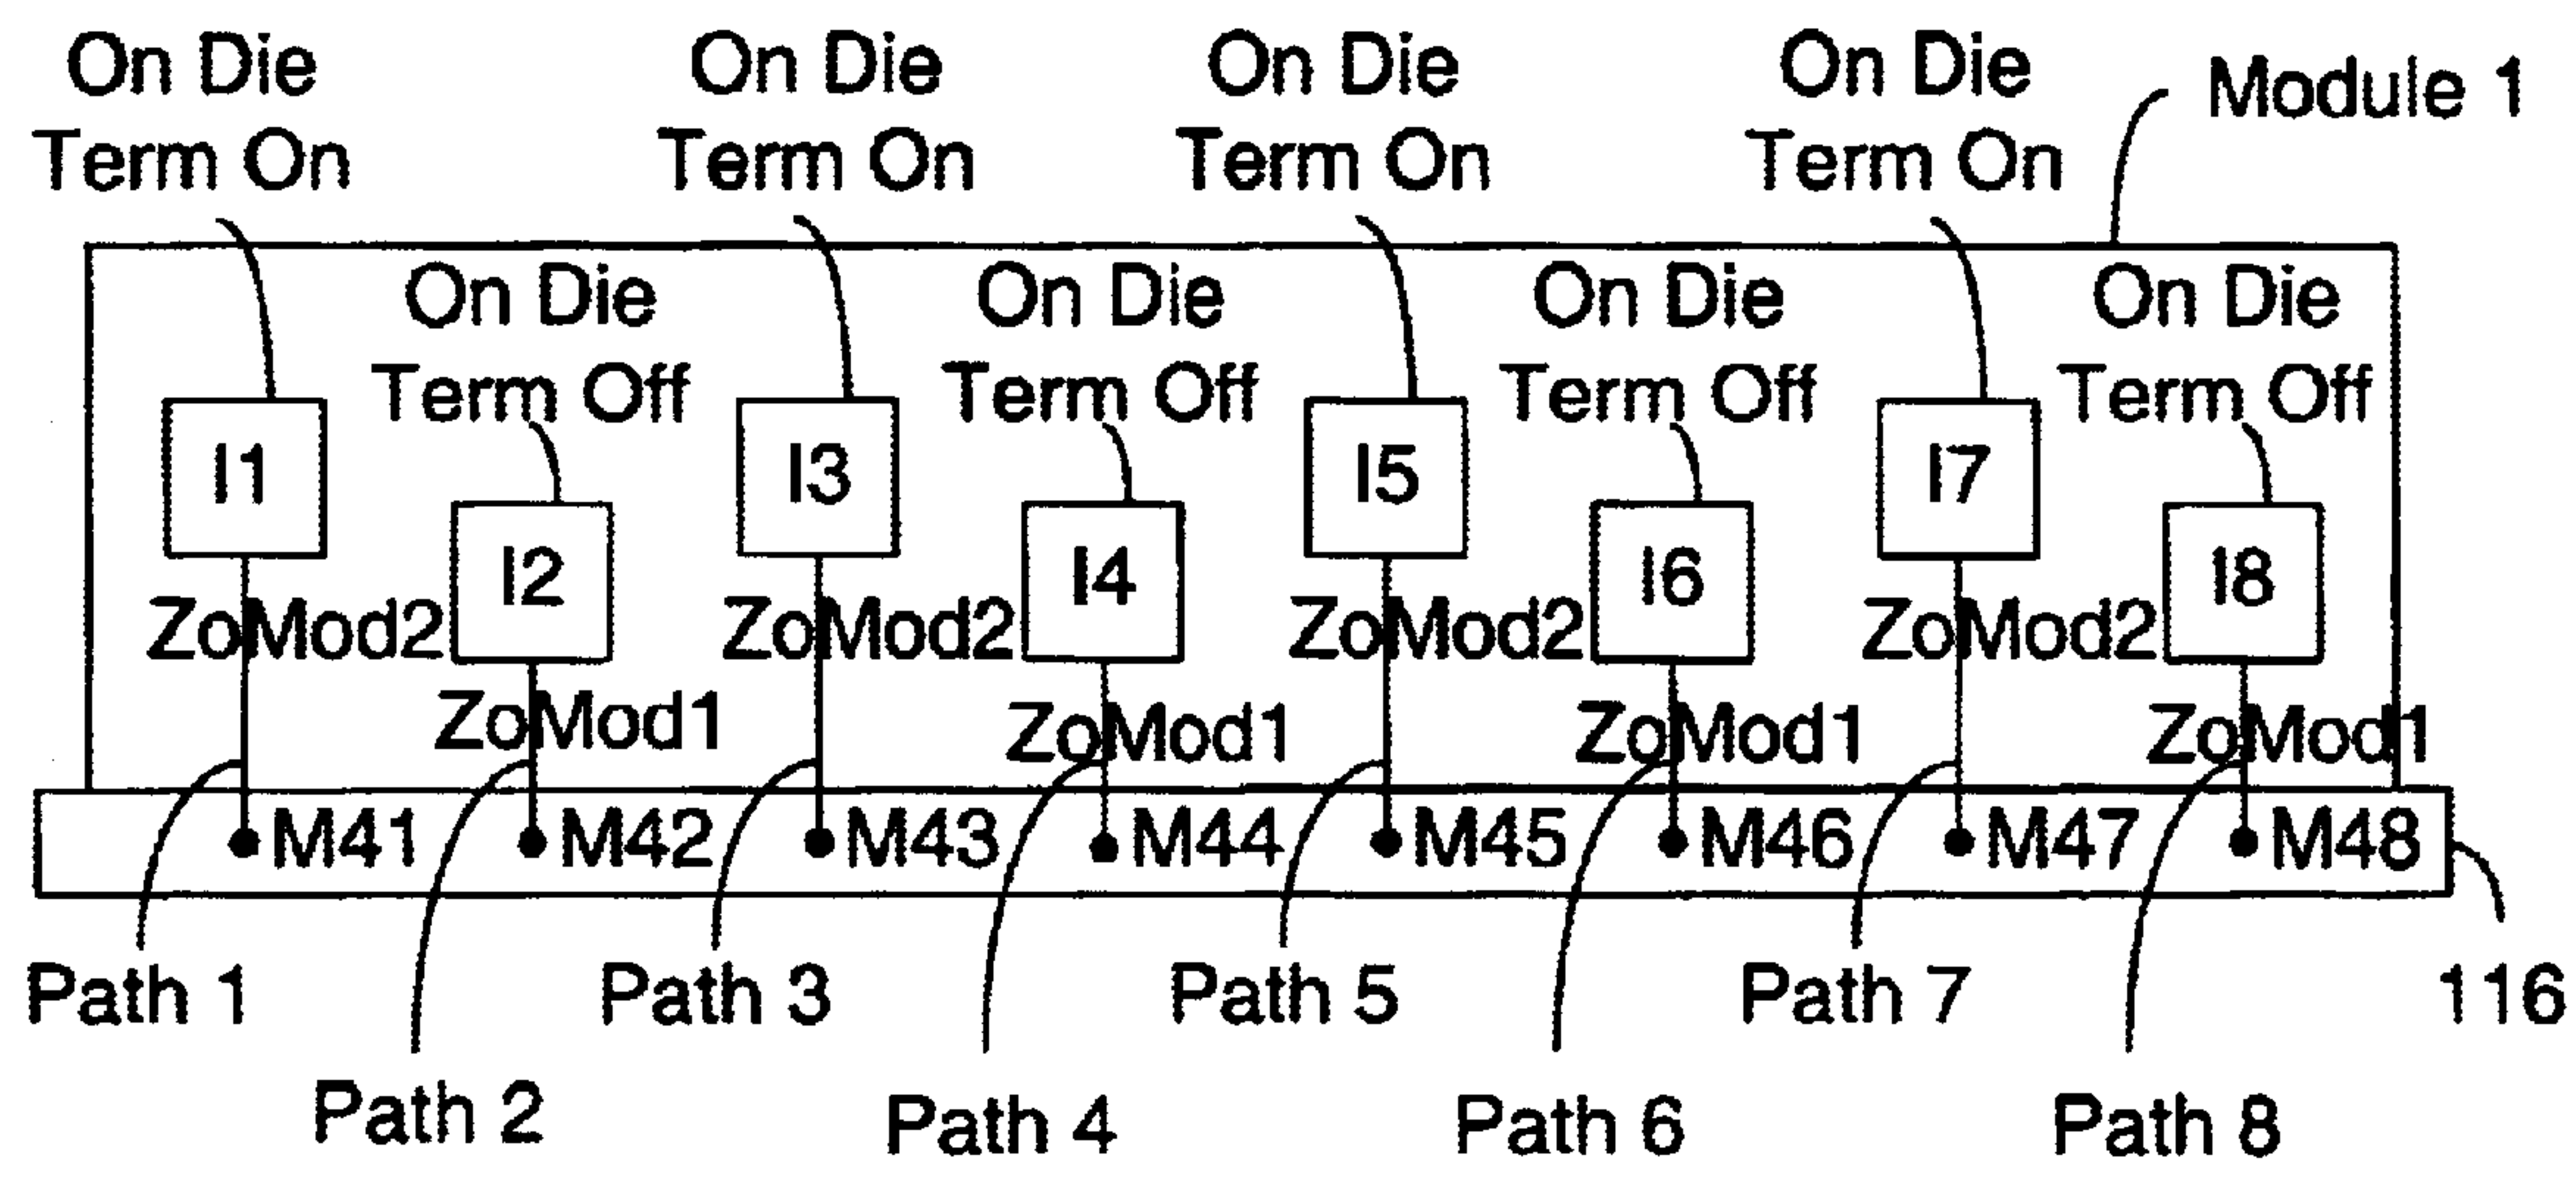 On Die On Die On Die On Die Module 1
Term On Term On Term On Term On
On Die On Die On Die On Die
Term Off Term Off Term Off Term Off
I1 I3 I5 I7
I2 I4 I6 I8
ZoMod2 ZoMod2 ZoMod2 ZoMod2
ZoMod1 ZoMod1 ZoMod1 ZoMod1
M41 M42 M43 M44 M45 M46 M47 M48
Path 1 Path 3 Path 5 Path 7 116
Path 2 Path 4 Path 6 Path 8